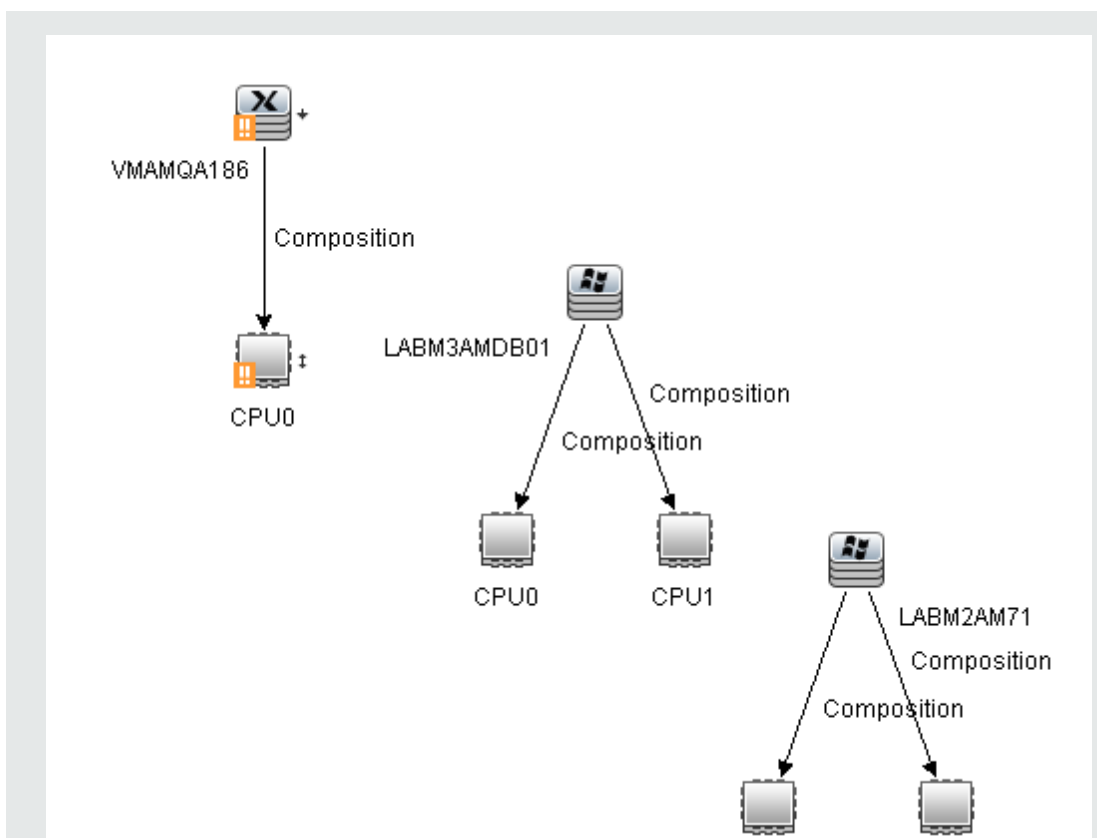 VMAMQA186
Composition
CPU0
LABM3AMDB01
Composition
Composition
CPU0
CPU1
LABM2AM71
Composition
Composition